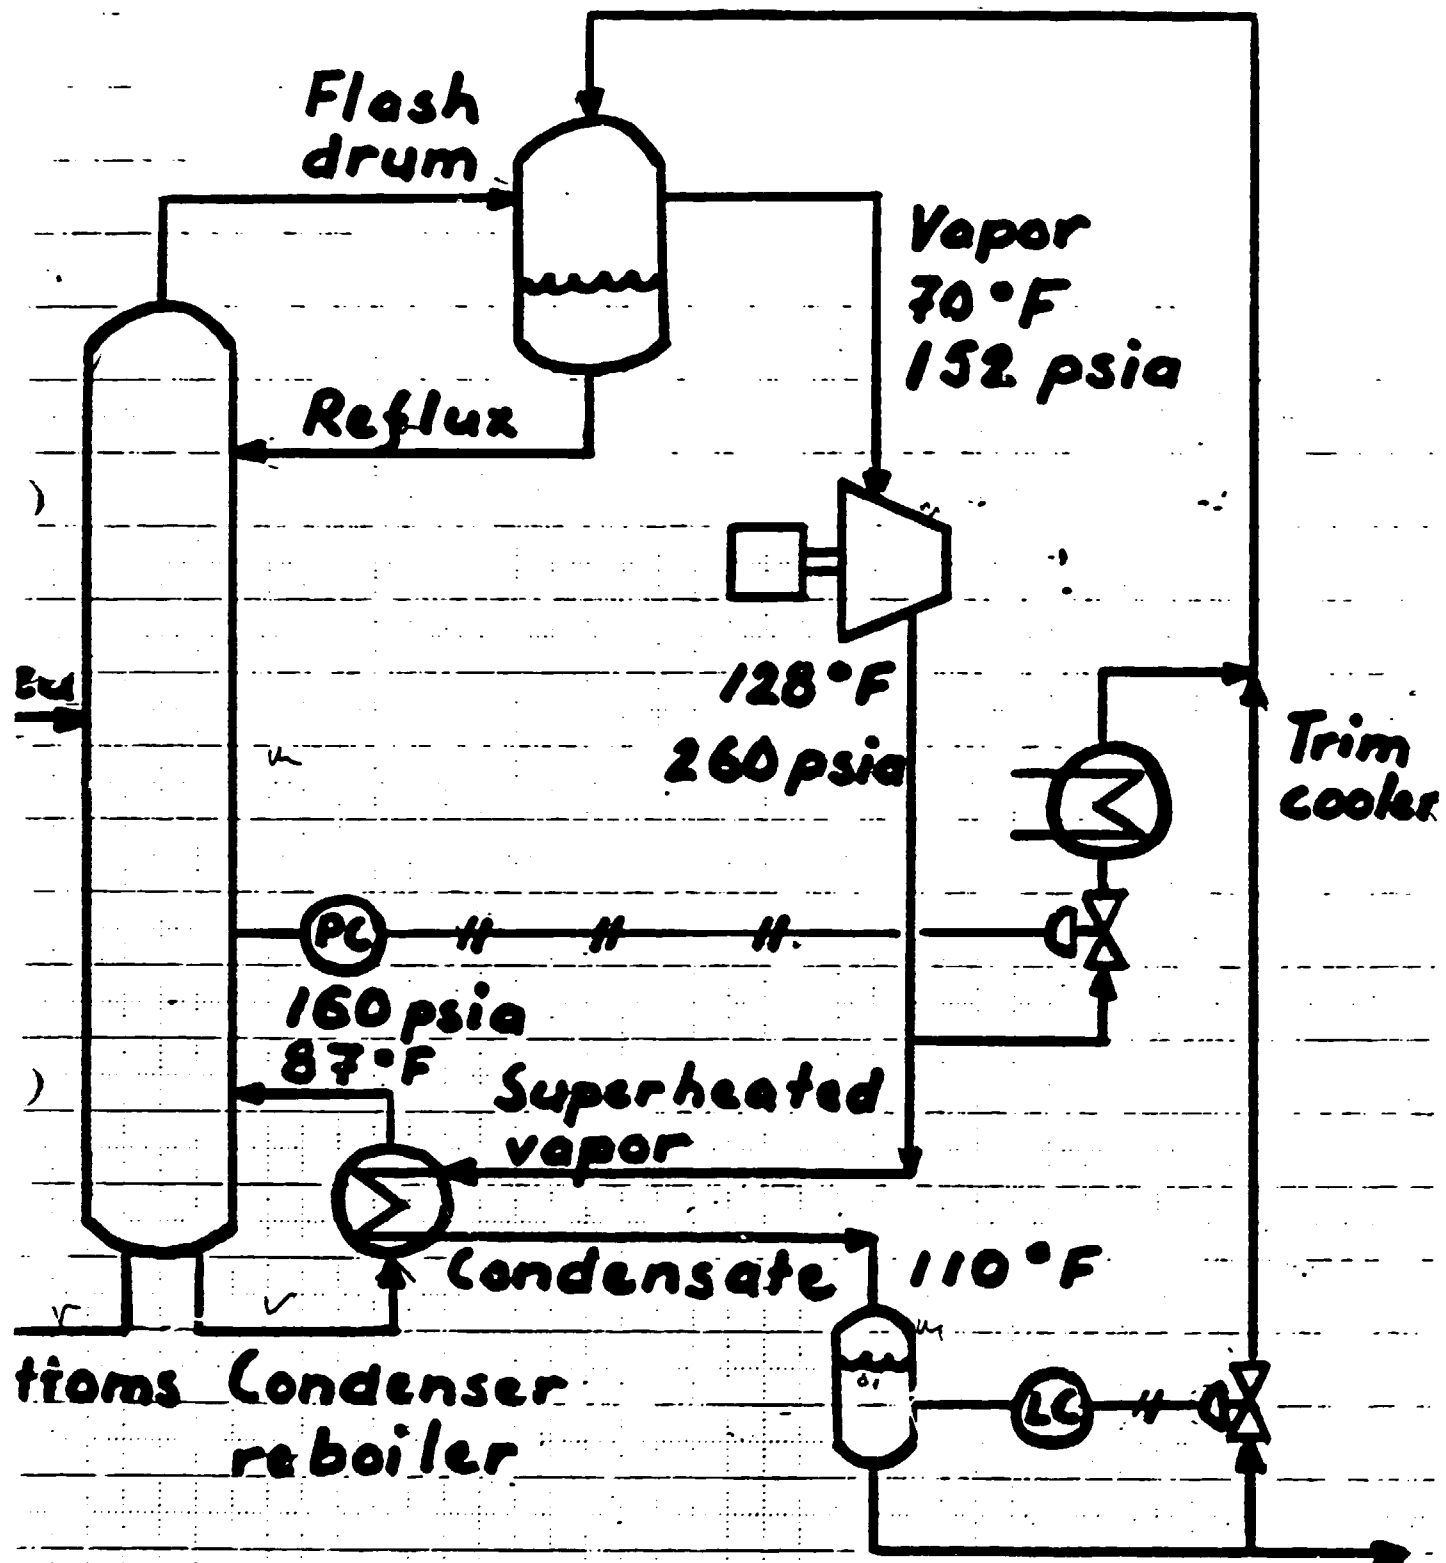 Flash
drum
Vapor
70°F
152 psia
Reflux
128°F
260 psia
Trim
cooler
PC
160 psia
87°F
Superheated
vapor
Condensate
110°F
ttoms
Condenser
reboiler
LC